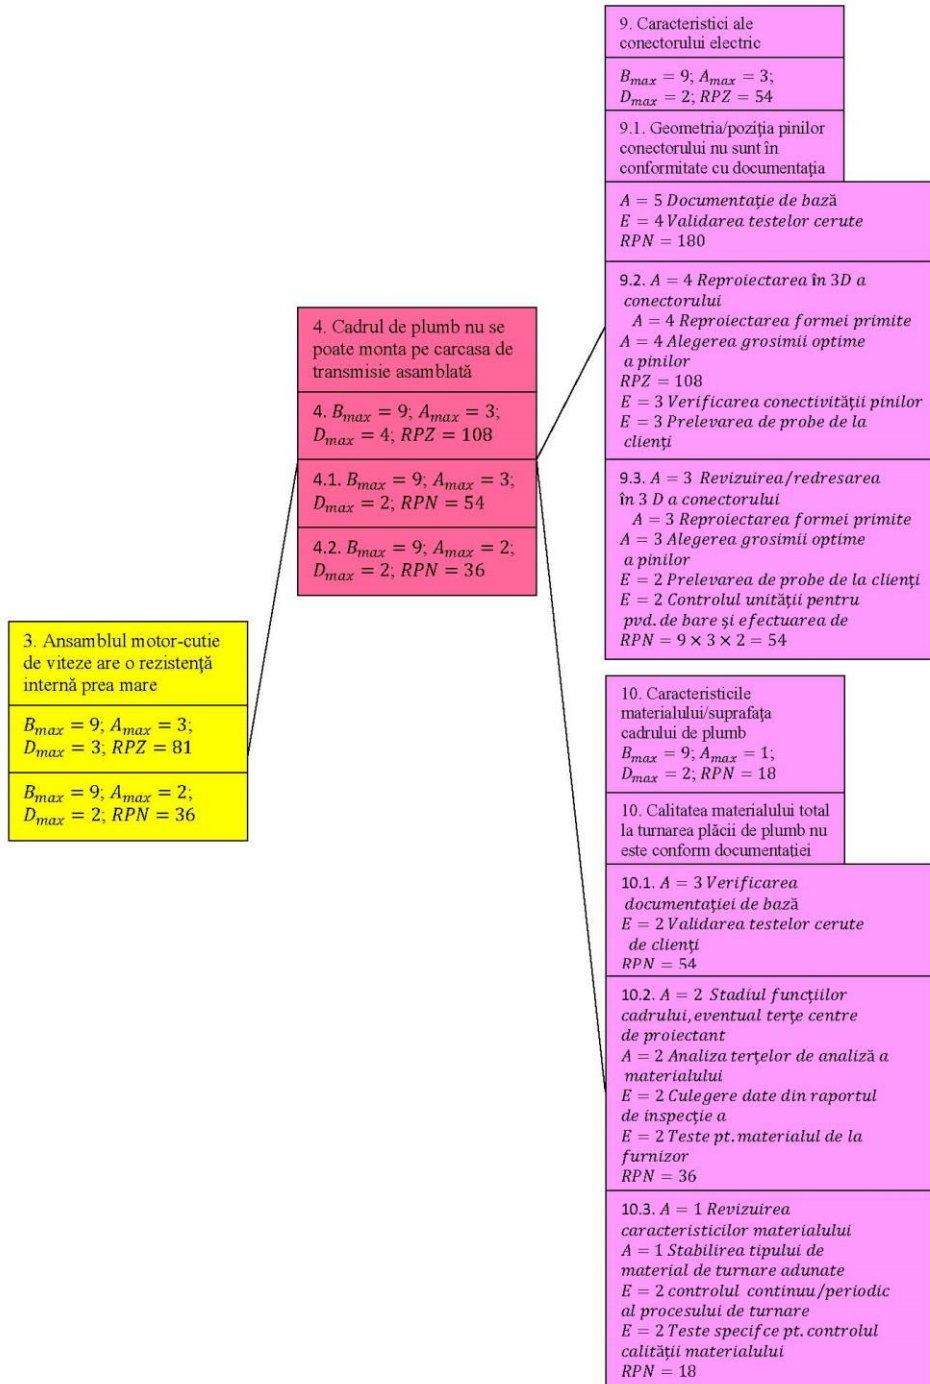 3. Ansamblul motor-cutie
de viteze are o rezistență
internă prea mare
B_max = 9; A_max = 3;
D_max = 3; RPZ = 81
B_max = 9; A_max = 2;
D_max = 2; RPN = 36
4. Cadrul de plumb nu se
poate monta pe carcasa de
transmisie asamblată
4. B_max = 9; A_max = 3;
D_max = 4; RPZ = 108
4.1. B_max = 9; A_max = 3;
D_max = 2; RPN = 54
4.2. B_max = 9; A_max = 2;
D_max = 2; RPN = 36
9. Caracteristici ale
conectorului electric
B_max = 9; A_max = 3;
D_max = 2; RPZ = 54
9.1. Geometria/poziția pinilor
conectorului nu sunt în
conformitate cu documentația
A = 5 Documentație de bază
E = 4 Validarea testelor cerute
RPN = 180
9.2. A = 4 Reproiectarea în 3D a
conectorului
A = 4 Reproiectarea formei primite
A = 4 Alegerea grosimii optime
a pinilor
RPZ = 108
E = 3 Verificarea conectivității pinilor
E = 3 Prelevarea de probe de la
clienți
9.3. A = 3 Revizuirea/redresarea
în 3 D a conectorului
A = 3 Reproiectarea formei primite
A = 3 Alegerea grosimii optime
a pinilor
E = 2 Prelevarea de probe de la clienți
E = 2 Controlul unității pentru
pvd. de bare și efectuarea de
RPN = 9 × 3 × 2 = 54
10. Caracteristicile
materialului/suprafața
cadrului de plumb
B_max = 9; A_max = 1;
D_max = 2; RPN = 18
10. Calitatea materialului total
la turnarea plăcii de plumb nu
este conform documentatiei
10.1. A = 3 Verificarea
documentației de bază
E = 2 Validarea testelor cerute
de clienți
RPN = 54
10.2. A = 2 Stadiul funcțiilor
cadrului, eventual terțe centre
de proiectant
A = 2 Analiza terțelor de analiză a
materialului
E = 2 Culegere date din raportul
de inspecție a
E = 2 Teste pt. materialul de la
furnizor
RPN = 36
10.3. A = 1 Revizuirea
caracteristicilor materialului
A = 1 Stabilirea tipului de
material de turnare adunate
E = 2 controlul continuu/periodic
al procesului de turnare
E = 2 Teste specifce pt. controlul
calității materialului
RPN = 18